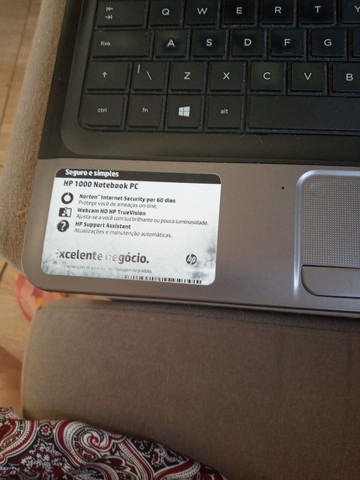 Q W E R T Y
fixa A S D F G
\ | Z X C V B
ctrl fn alt
Seguro e simples
HP 1000 Notebook PC
Norton™ Internet Security por 60 dias
Protege você de ameaças on-line.
Webcam HD HP TrueVision
Ajusta-se a você com luz brilhante ou pouca luminosidade.
HP Support Assistant
Atualizações e manutenção automáticas.
xcelente negócio.
hp